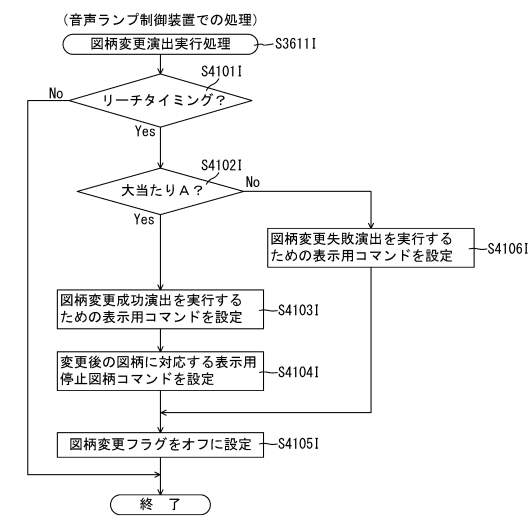 (音声ランプ制御装置での処理)
図柄変更演出実行処理
S3611I
S4101I
リーチタイミング?
No
Yes
S4102I
大当たりA?
No
Yes
図柄変更失敗演出を実行する
ための表示用コマンドを設定
S4106I
図柄変更成功演出を実行する
ための表示用コマンドを設定
S4103I
変更後の図柄に対応する表示用
停止図柄コマンドを設定
S4104I
図柄変更フラグをオフに設定
S4105I
終 了